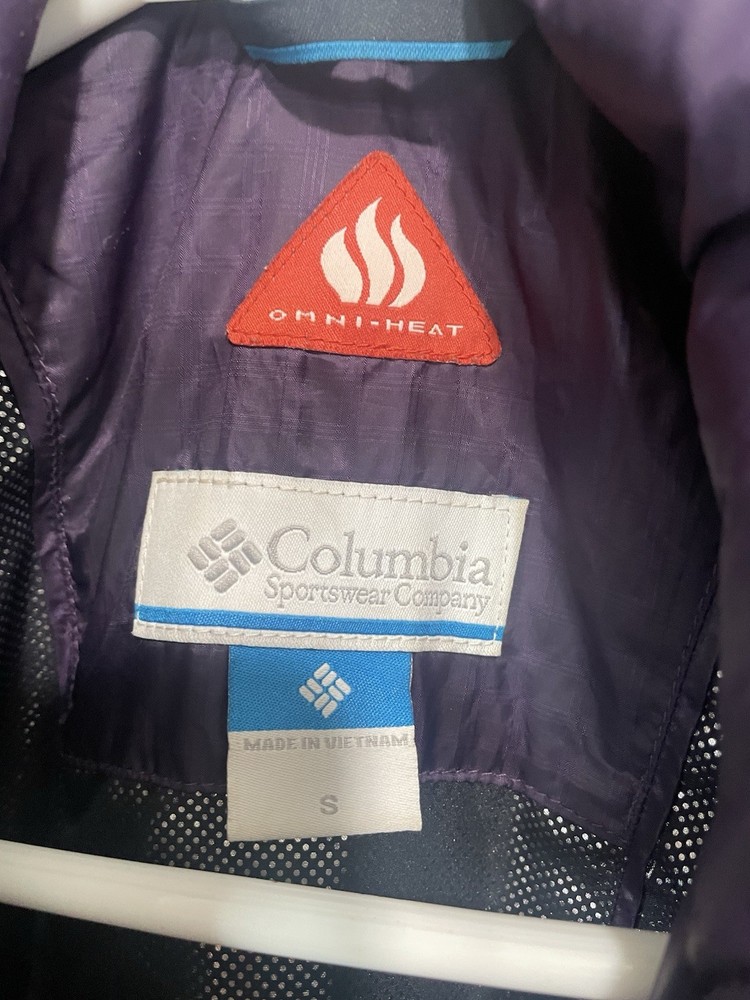 OMNI-HEAT
Columbia
Sportswear Company
MADE IN VIETNAM
S